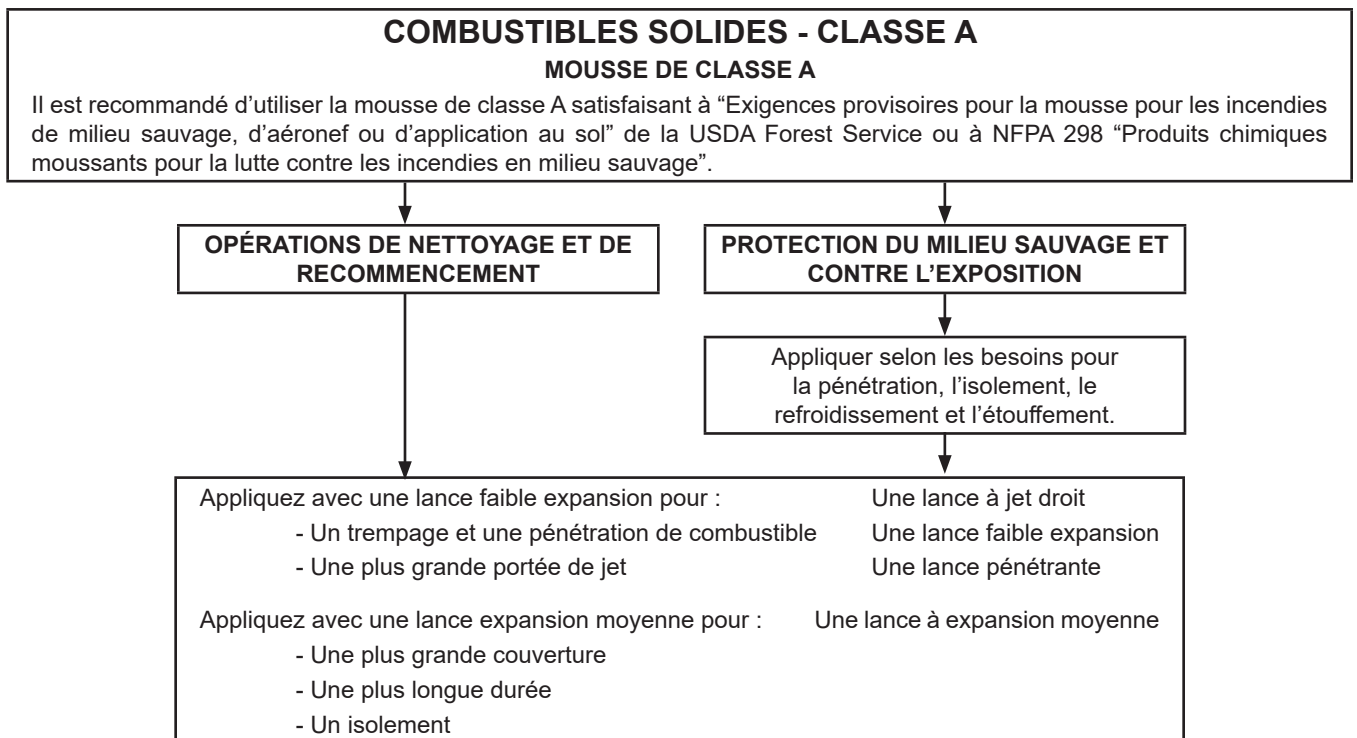 COMBUSTIBLES SOLIDES - CLASSE A
MOUSSE DE CLASSE A
Il est recommandé d’utiliser la mousse de classe A satisfaisant à “Exigences provisoires pour la mousse pour les incendies
de milieu sauvage, d’aéronef ou d’application au sol” de la USDA Forest Service ou à NFPA 298 “Produits chimiques
moussants pour la lutte contre les incendies en milieu sauvage”.
OPÉRATIONS DE NETTOYAGE ET DE
RECOMMENCEMENT
PROTECTION DU MILIEU SAUVAGE ET
CONTRE L’EXPOSITION
Appliquer selon les besoins pour
la pénétration, l’isolement, le
refroidissement et l’étouffement.
Appliquez avec une lance faible expansion pour : Une lance à jet droit
- Un trempage et une pénétration de combustible Une lance faible expansion
- Une plus grande portée de jet Une lance pénétrante
Appliquez avec une lance expansion moyenne pour : Une lance à expansion moyenne
- Une plus grande couverture
- Une plus longue durée
- Un isolement